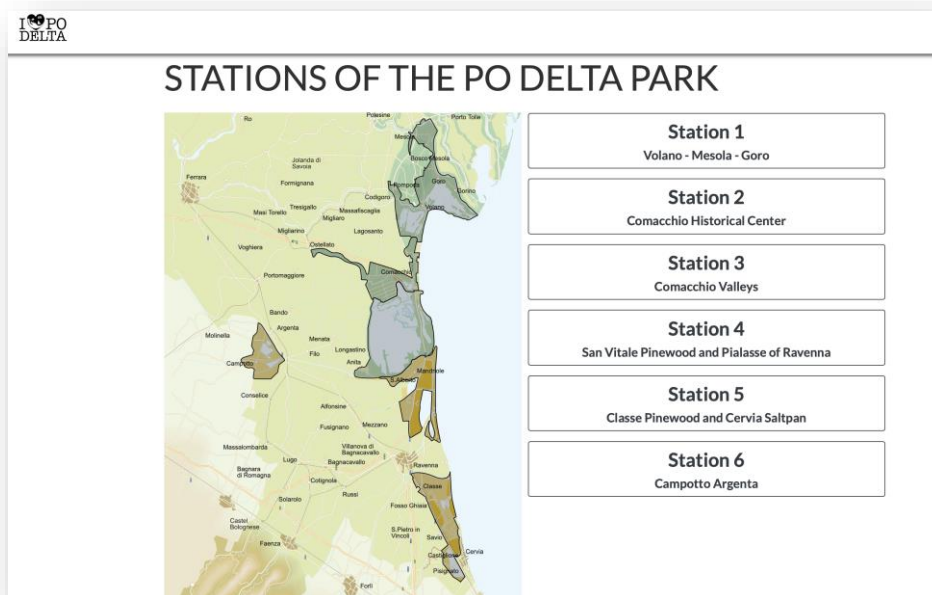 I PO
DELTA
STATIONS OF THE PO DELTA PARK
Station 1
Volano - Mesola - Goro
Station 2
Comacchio Historical Center
Station 3
Comacchio Valleys
Station 4
San Vitale Pinewood and Pialasse of Ravenna
Station 5
Classe Pinewood and Cervia Saltpan
Station 6
Campotto Argenta
Ro
Polesine
Porto Tolle
Mesola
Bosco Mesola
Jolanda di
Savoia
Ferrara
Formignana
Pomposa
Goro
Gorino
Codigoro
Tresigallo
Massafiscaglia
Volano
Masi Torello
Migliaro
Migliarino
Lagosanto
Voghiera
Ostellato
Portomaggiore
Comacchio
Bando
Argenta
Molinella
Menata
Filo
Longastino
Campotto
Anita
Mandriole
S.Alberto
Conselice
Alfonsine
Fusignano
Mezzano
Massalombarda
Villanova di
Bagnacavallo
Lugo
Bagnacavallo
Ravenna
Bagnara
di Romagna
Cotignola
Classe
Solarolo
Russi
Fosso Ghiaia
Castel
Bolognese
S.Pietro in
Vincoli
Savio
Faenza
Cervia
Castiglione
Pisignano
Forlì